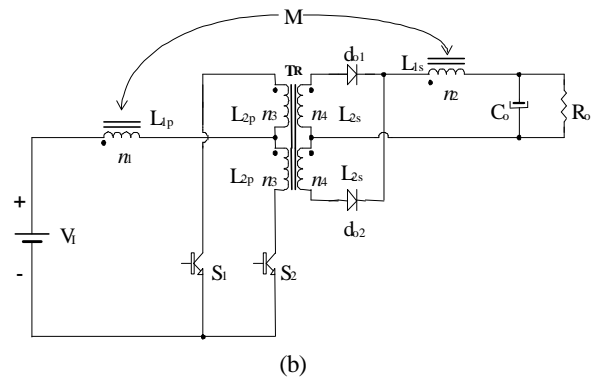 M
L1s
n2
do1
TR
L1p
n1
L2p
n3
n4
L2s
Co
Ro
L2p
n3
n4
L2s
do2
+
VI
-
S1
S2
(b)